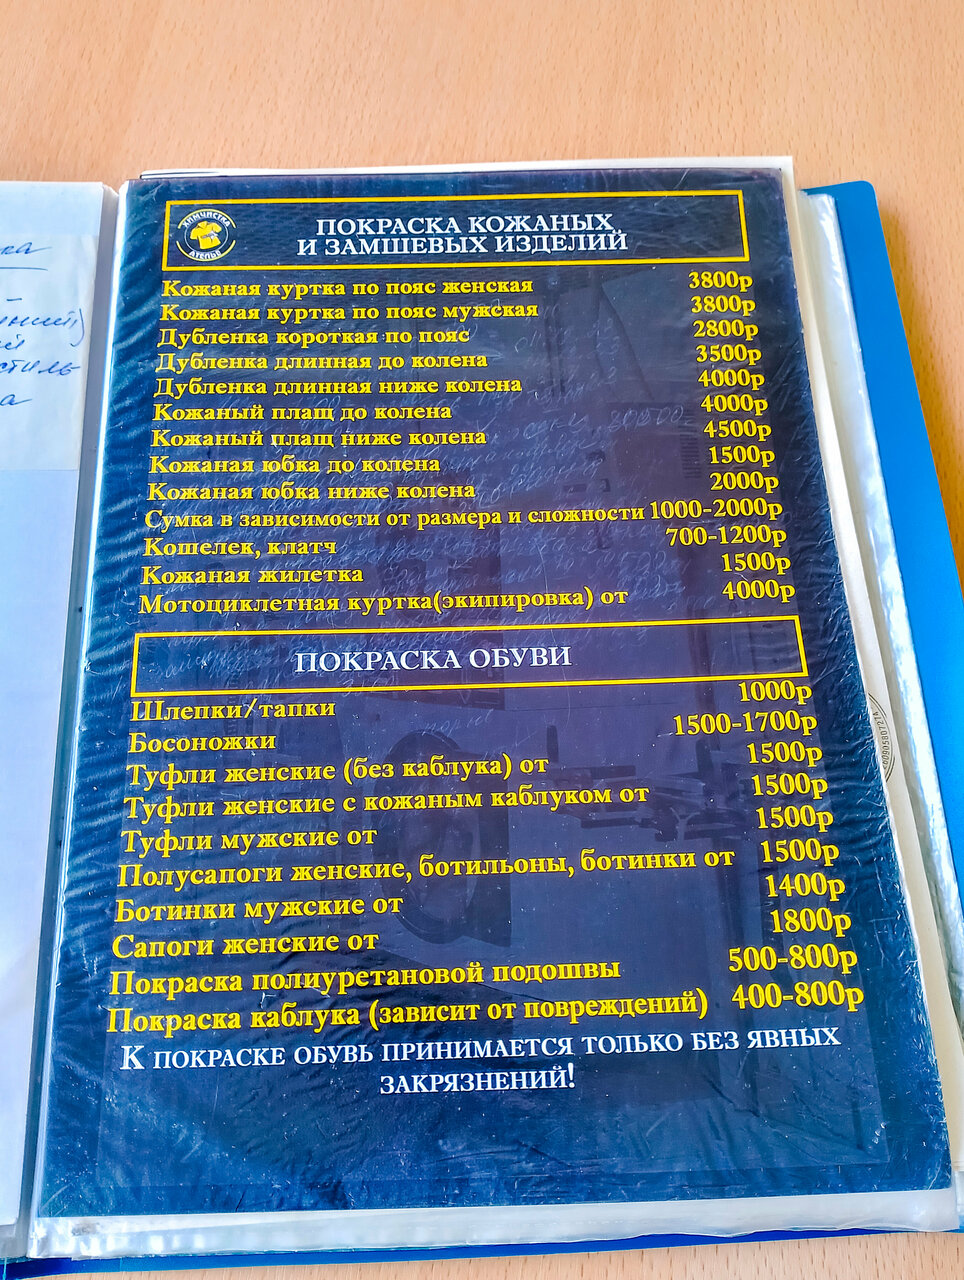 ХИМЧИСТКА
АТЕЛЬЕ
ПОКРАСКА КОЖАНЫХ
И ЗАМШЕВЫХ ИЗДЕЛИЙ
Кожаная куртка по пояс женская 3800р
Кожаная куртка по пояс мужская 3800р
Дубленка короткая по пояс 2800р
Дубленка длинная до колена 3500р
Дубленка длинная ниже колена 4000р
Кожаный плащ до колена 4000р
Кожаный плащ ниже колена 4500р
Кожаная юбка до колена 1500р
Кожаная юбка ниже колена 2000р
Сумка в зависимости от размера и сложности 1000-2000р
Кошелек, клатч 700-1200р
Кожаная жилетка 1500р
Мотоциклетная куртка(экипировка) от 4000р
ПОКРАСКА ОБУВИ
Шлепки/тапки 1000р
Босоножки 1500-1700р
Туфли женские (без каблука) от 1500р
Туфли женские с кожаным каблуком от 1500р
Туфли мужские от 1500р
Полусапоги женские, ботильоны, ботинки от 1500р
Ботинки мужские от 1400р
Сапоги женские от 1800р
Покраска полиуретановой подошвы 500-800р
Покраска каблука (зависит от повреждений) 400-800р
К ПОКРАСКЕ ОБУВЬ ПРИНИМАЕТСЯ ТОЛЬКО БЕЗ ЯВНЫХ
ЗАКРЯЗНЕНИЙ!